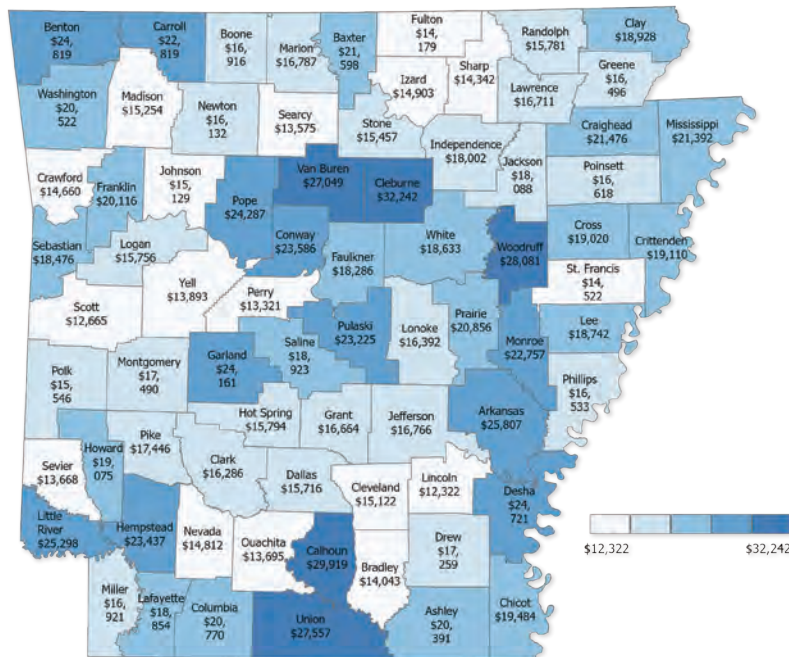 Benton
$24,
819
Carroll
$22,
819
Boone
$16,
916
Marion
$16,787
Baxter
$21,
598
Fulton
$14,
179
Randolph
$15,781
Clay
$18,928
Sharp
$14,342
Izard
$14,903
Greene
$16,
496
Lawrence
$16,711
Washington
$20,
522
Madison
$15,254
Newton
$16,
132
Searcy
$13,575
Stone
$15,457
Independence
$18,002
Craighead
$21,476
Mississippi
$21,392
Jackson
$18,
088
Poinsett
$16,
618
Crawford
$14,660
Franklin
$20,116
Johnson
$15,
129
Pope
$24,287
Van Buren
$27,049
Cleburne
$32,242
Sebastian
$18,476
Logan
$15,756
Conway
$23,586
Faulkner
$18,286
White
$18,633
Woodruff
$28,081
Cross
$19,020
Crittenden
$19,110
St. Francis
$14,
522
Scott
$12,665
Yell
$13,893
Perry
$13,321
Pulaski
$23,225
Lonoke
$16,392
Prairie
$20,856
Monroe
$22,757
Lee
$18,742
Saline
$18,
923
Garland
$24,
161
Polk
$15,
546
Montgomery
$17,
490
Phillips
$16,
533
Hot Spring
$15,794
Grant
$16,664
Jefferson
$16,766
Arkansas
$25,807
Sevier
$13,668
Howard
$19,
075
Pike
$17,446
Clark
$16,286
Dallas
$15,716
Cleveland
$15,122
Lincoln
$12,322
Desha
$24,
721
Little
River
$25,298
Hempstead
$23,437
Nevada
$14,812
Ouachita
$13,695
Calhoun
$29,919
Bradley
$14,043
Drew
$17,
259
Miller
$16,
921
Lafayette
$18,
854
Columbia
$20,
770
Union
$27,557
Ashley
$20,
391
Chicot
$19,484
$12,322
$32,242